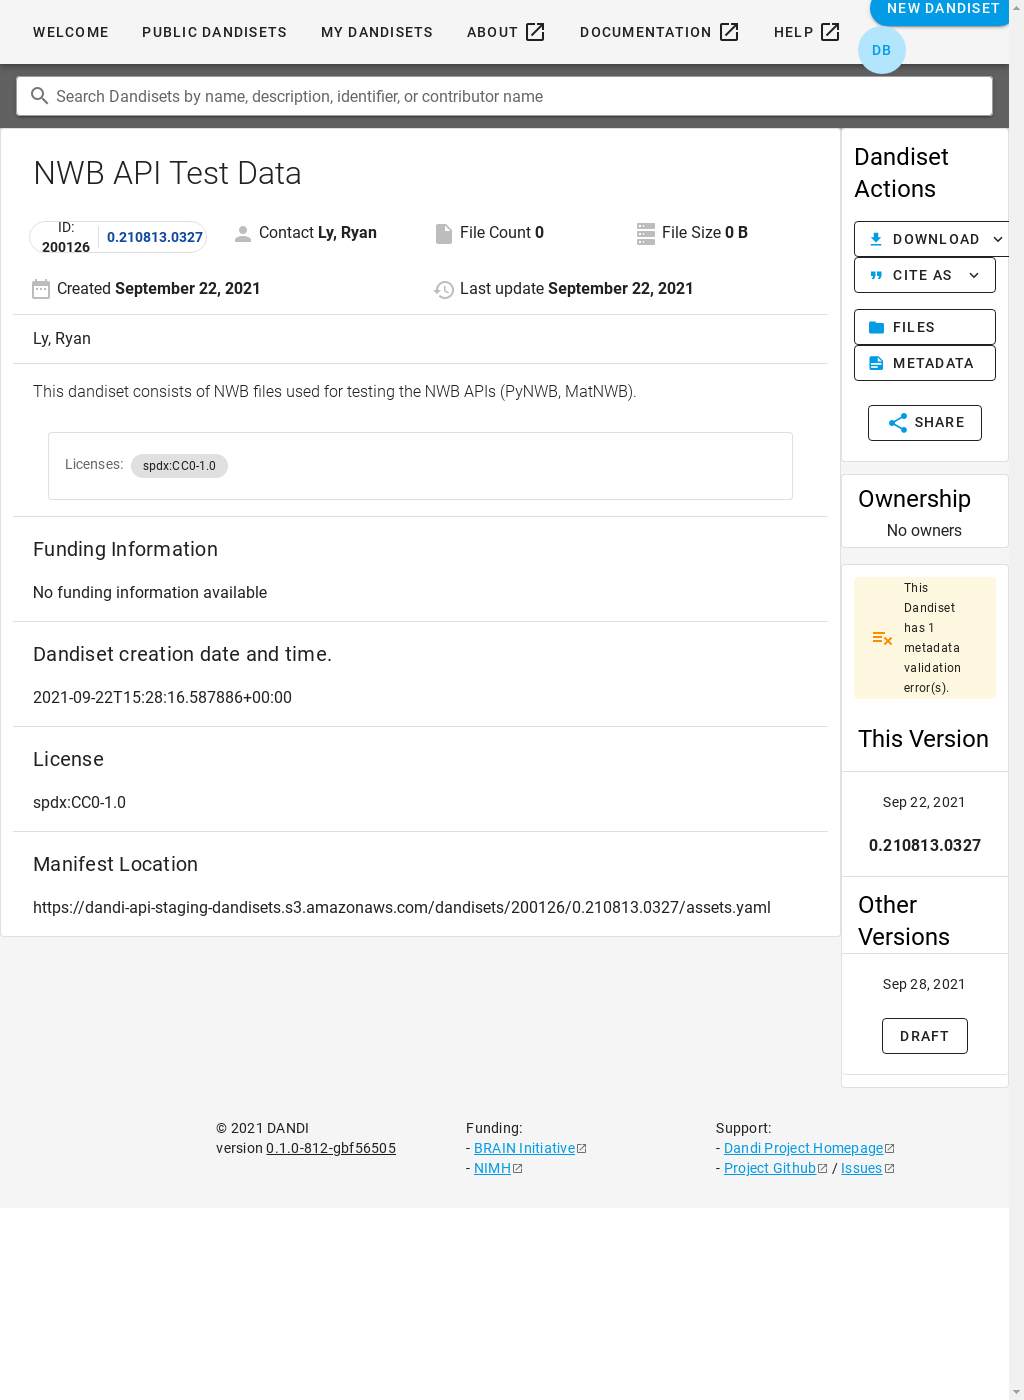 WELCOME PUBLIC DANDISETS MY DANDISETS ABOUT DOCUMENTATION HELP NEW DANDISET
DB
Search Dandisets by name, description, identifier, or contributor name
NWB API Test Data
ID: 200126 0.210813.0327 Contact Ly, Ryan File Count 0 File Size 0 B
Created September 22, 2021 Last update September 22, 2021
Ly, Ryan
This dandiset consists of NWB files used for testing the NWB APIs (PyNWB, MatNWB).
Licenses: spdx:CC0-1.0
Funding Information
No funding information available
Dandiset creation date and time.
2021-09-22T15:28:16.587886+00:00
License
spdx:CC0-1.0
Manifest Location
https://dandi-api-staging-dandisets.s3.amazonaws.com/dandisets/200126/0.210813.0327/assets.yaml
Dandiset
Actions
DOWNLOAD
CITE AS
FILES
METADATA
SHARE
Ownership
No owners
This
Dandiset
has 1
metadata
validation
error(s).
This Version
Sep 22, 2021
0.210813.0327
Other
Versions
Sep 28, 2021
DRAFT
© 2021 DANDI
version 0.1.0-812-gbf56505
Funding:
- BRAIN Initiative
- NIMH
Support:
- Dandi Project Homepage
- Project Github / Issues